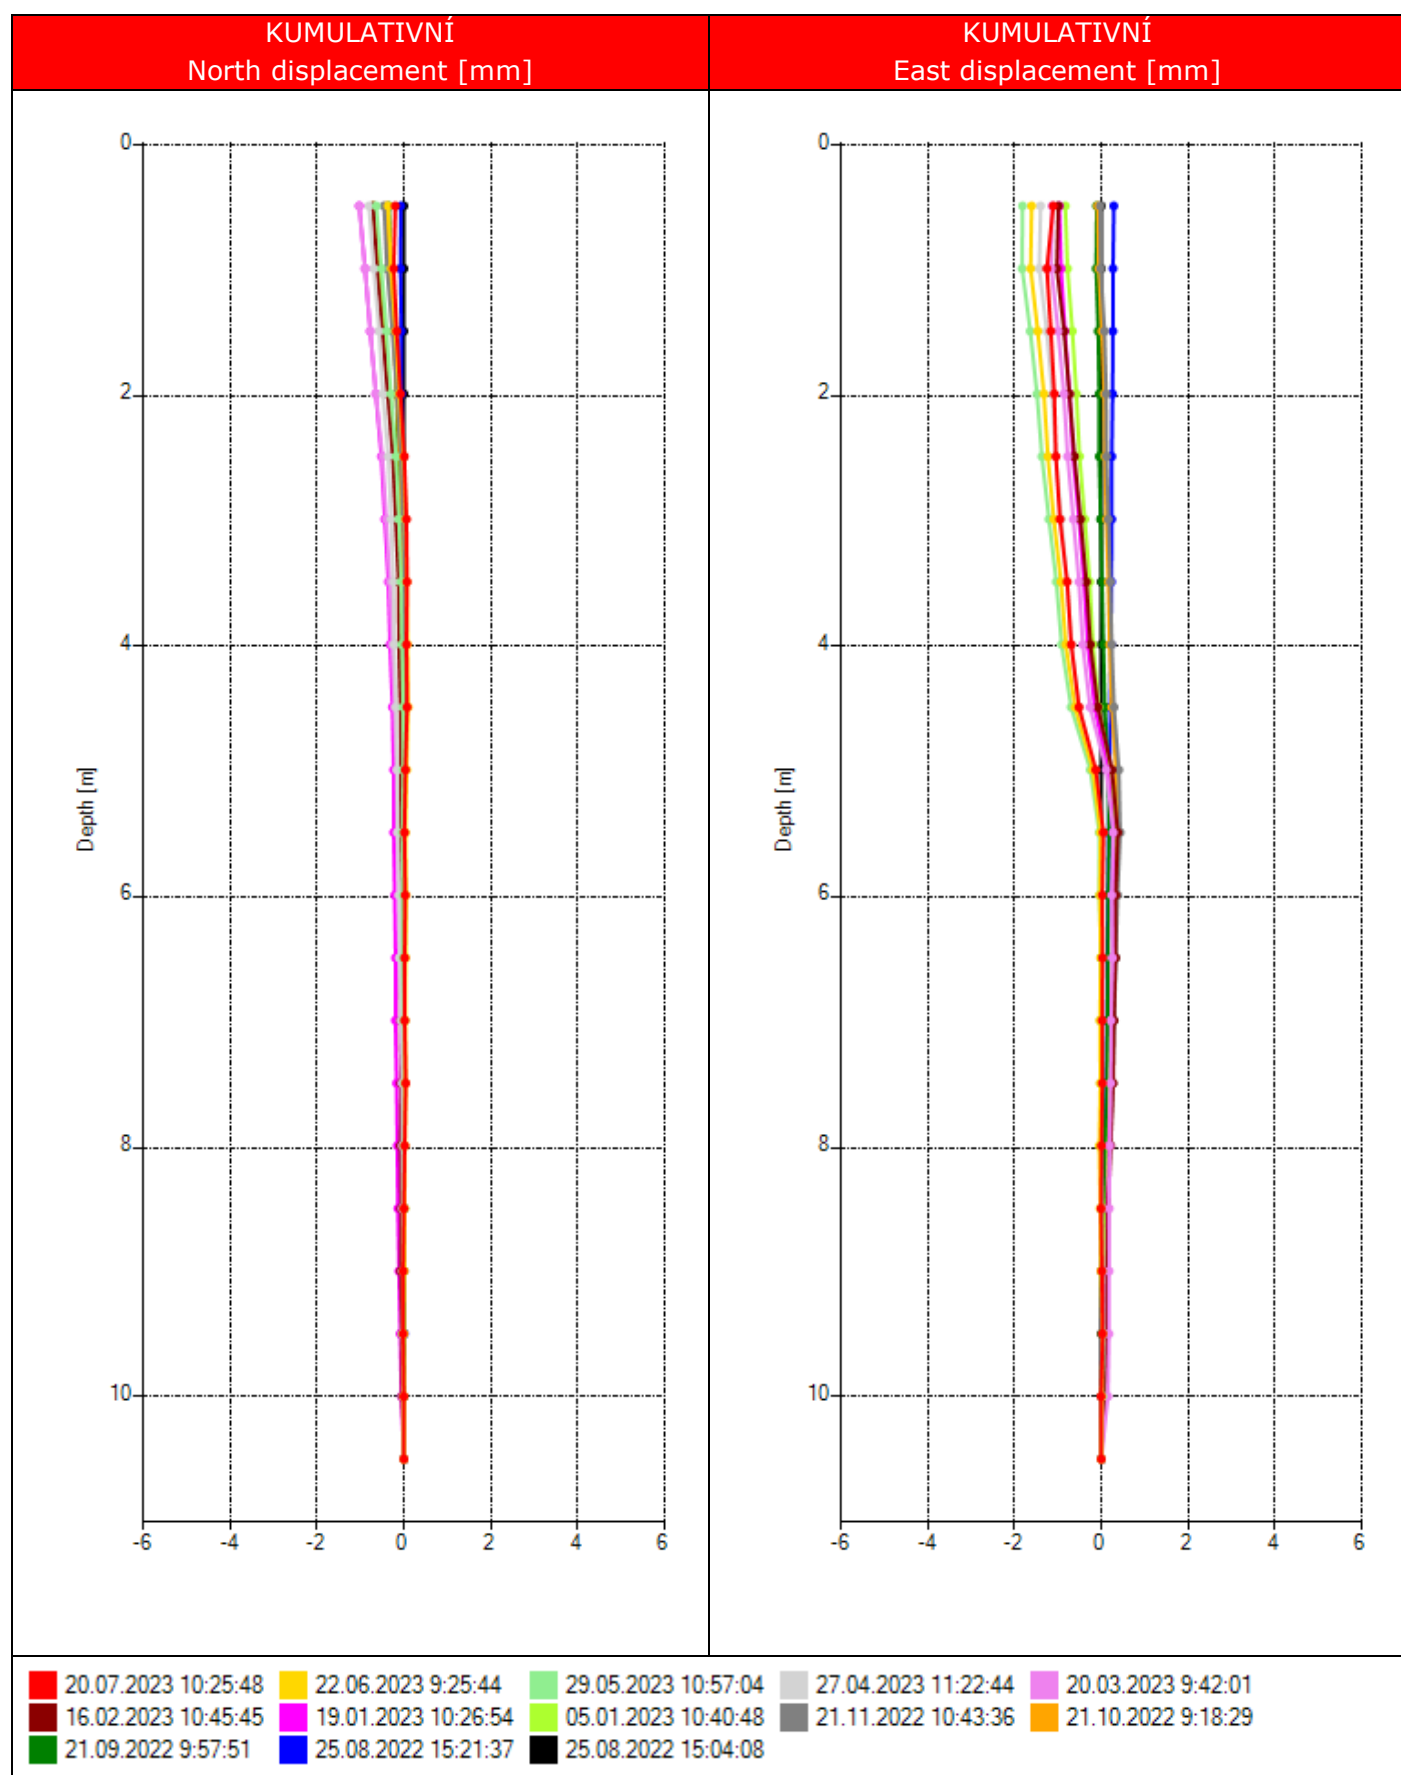 KUMULATIVNÍ
North displacement [mm]
KUMULATIVNÍ
East displacement [mm]
0
2
4
6
8
10
Depth [m]
-6 -4 -2 0 2 4 6
0
2
4
6
8
10
Depth [m]
-6 -4 -2 0 2 4 6
20.07.2023 10:25:48 22.06.2023 9:25:44 29.05.2023 10:57:04 27.04.2023 11:22:44 20.03.2023 9:42:01
16.02.2023 10:45:45 19.01.2023 10:26:54 05.01.2023 10:40:48 21.11.2022 10:43:36 21.10.2022 9:18:29
21.09.2022 9:57:51 25.08.2022 15:21:37 25.08.2022 15:04:08